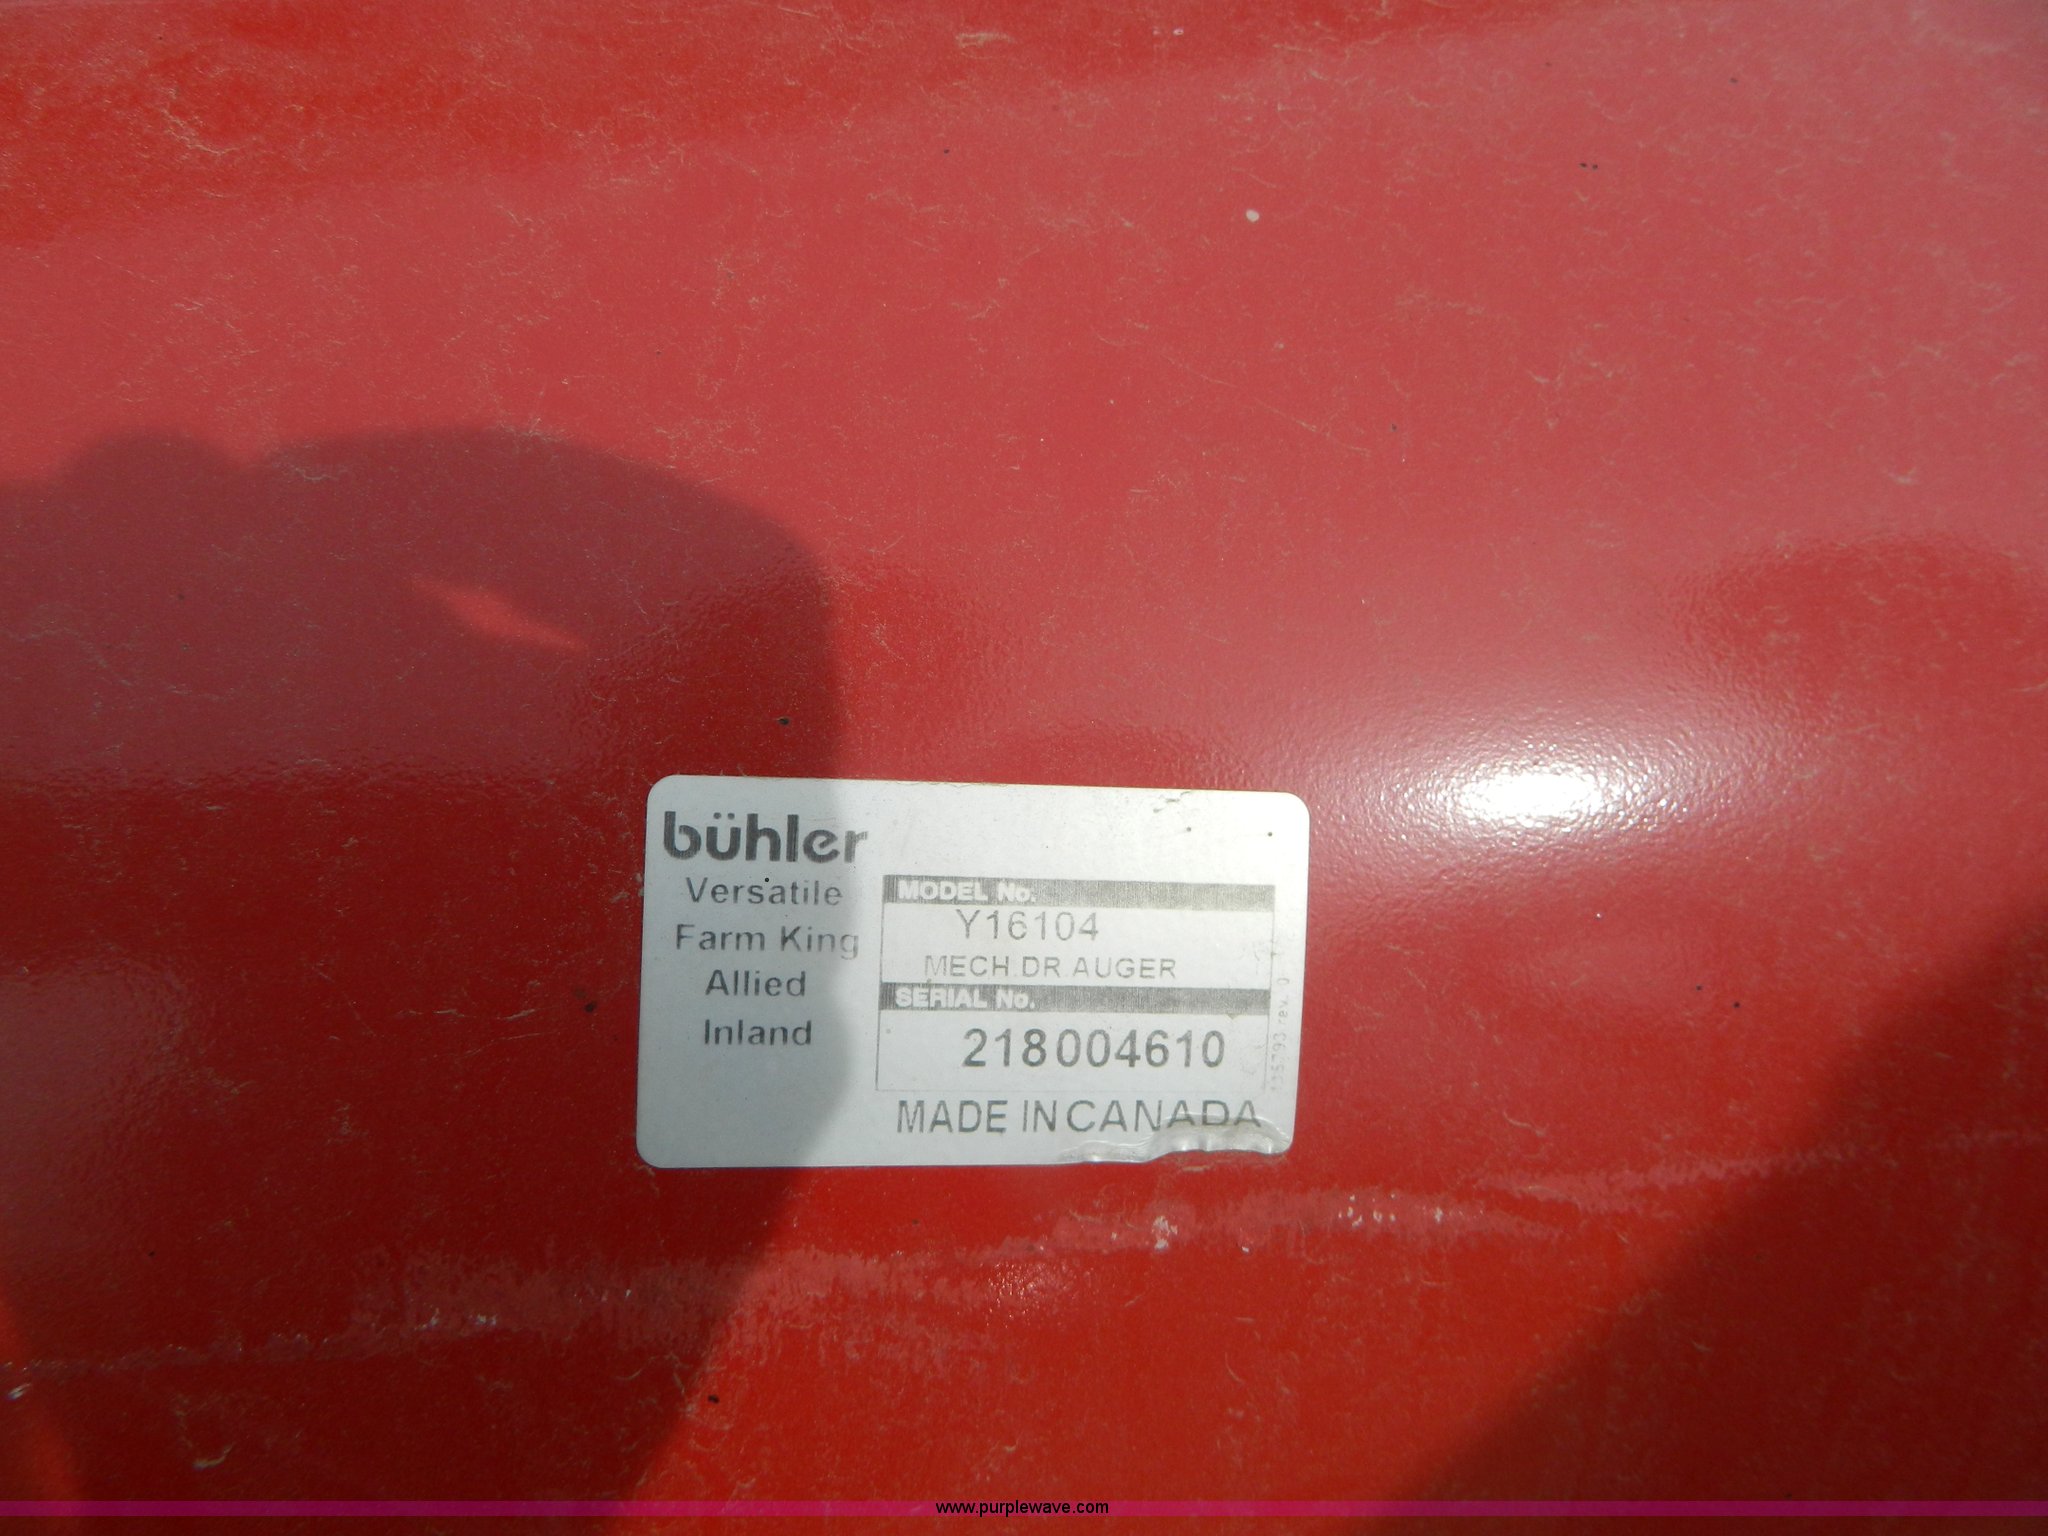 bühler
Versatile
Farm King
Allied
Inland
MODEL No.
Y16104
MECH.DR.AUGER
SERIAL No.
218004610
MADE IN CANADA
www.purplewave.com